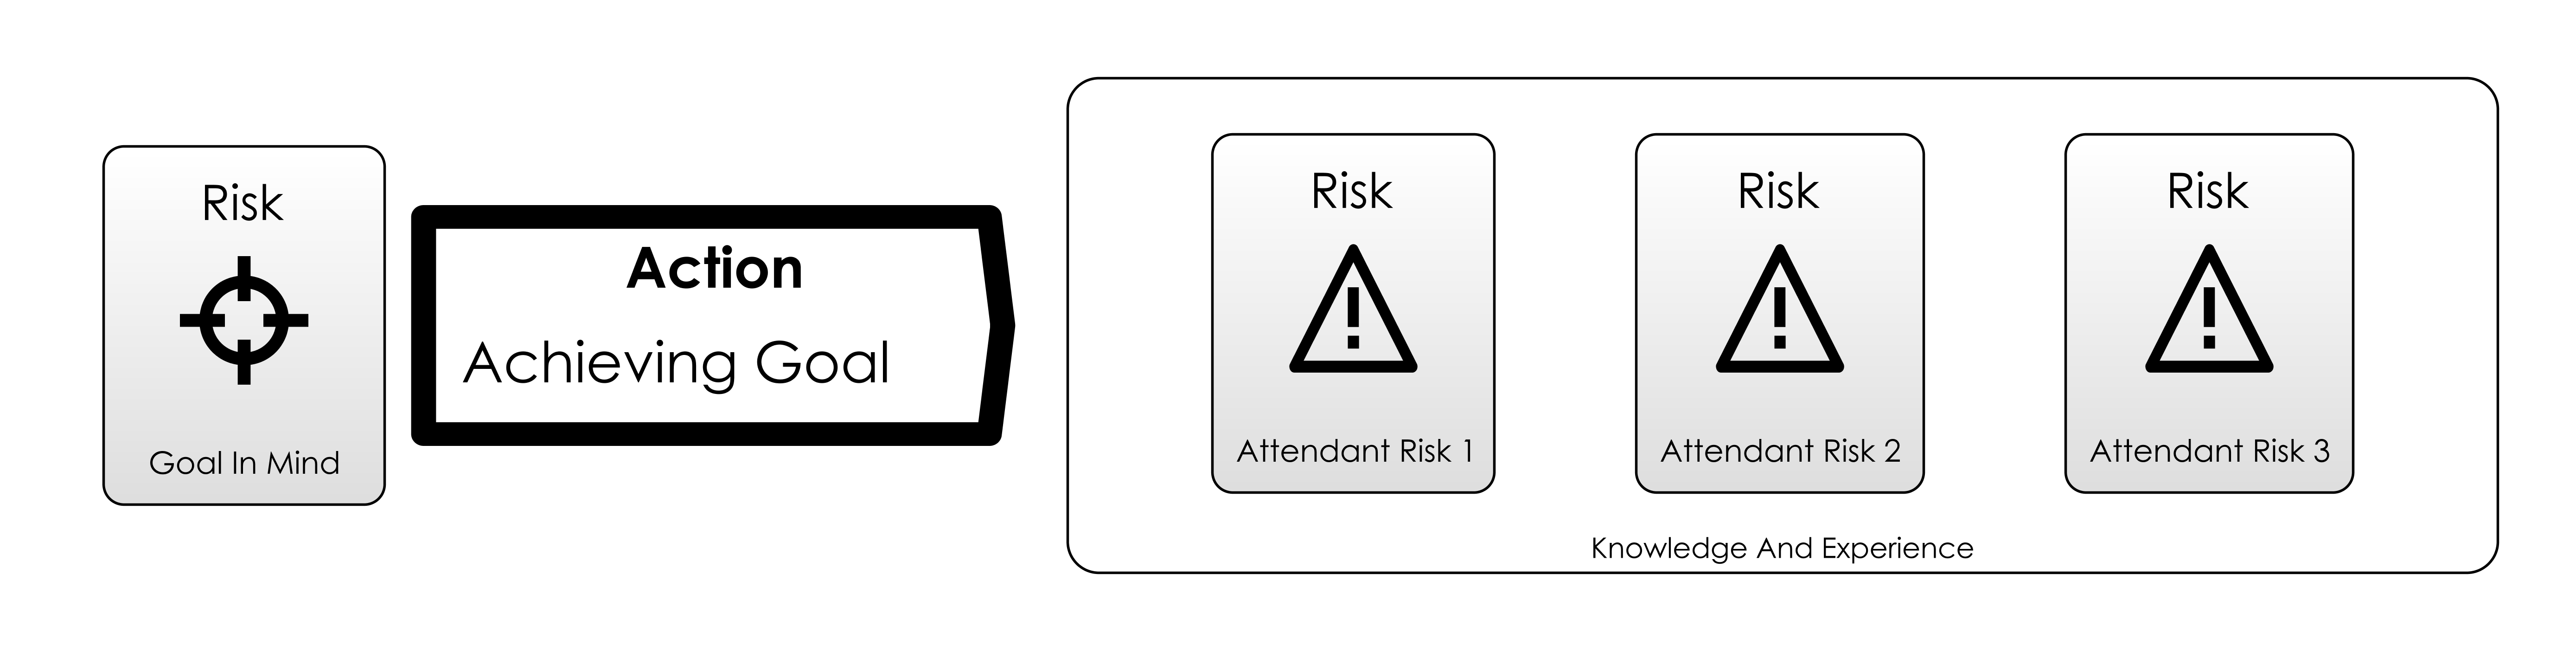 Risk
Goal In Mind
Action
Achieving Goal
Risk
Attendant Risk 1
Risk
Attendant Risk 2
Risk
Attendant Risk 3
Knowledge And Experience